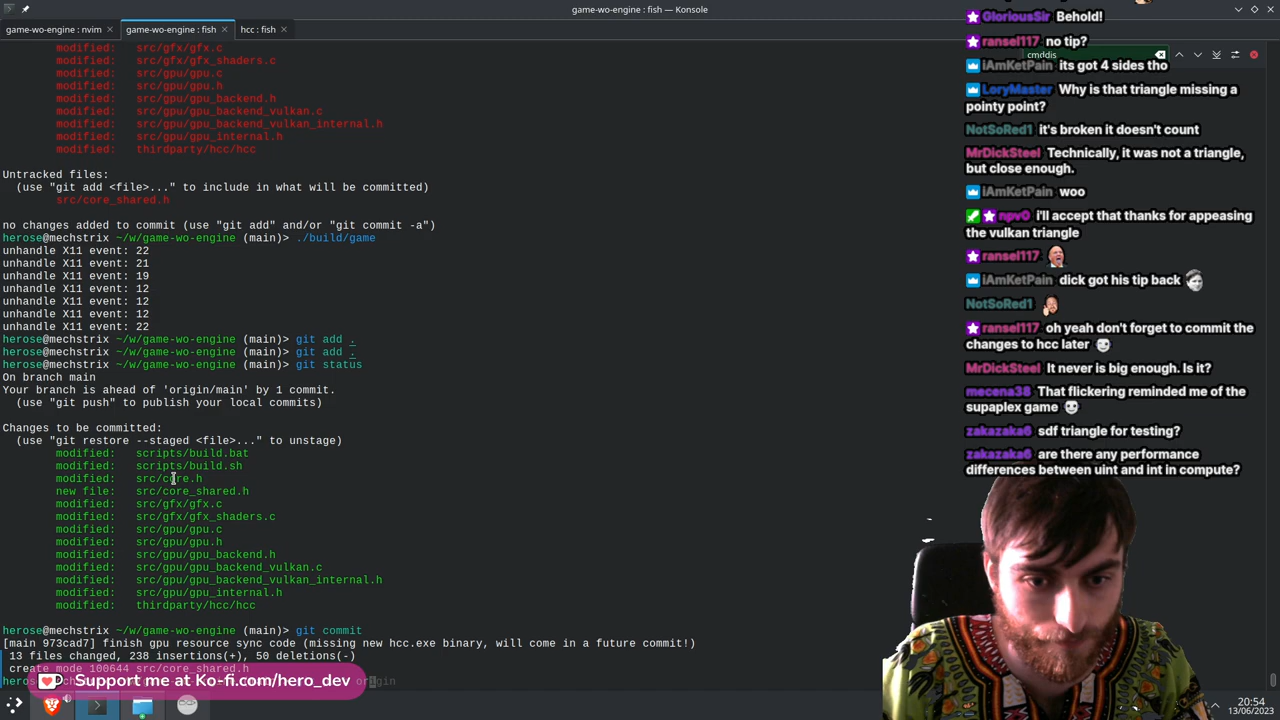 game-wo-engine : fish — Konsole
game-wo-engine : nvim
game-wo-engine : fish
hcc : fish
cmddis
modified: src/gfx/gfx.c
modified: src/gfx/gfx_shaders.c
modified: src/gpu/gpu.c
modified: src/gpu/gpu.h
modified: src/gpu/gpu_backend.h
modified: src/gpu/gpu_backend_vulkan.c
modified: src/gpu/gpu_backend_vulkan_internal.h
modified: src/gpu/gpu_internal.h
modified: thirdparty/hcc/hcc
Untracked files:
(use "git add <file>..." to include in what will be committed)
src/core_shared.h
no changes added to commit (use "git add" and/or "git commit -a")
herose@mechstrix ~/w/game-wo-engine (main)> ./build/game
unhandle X11 event: 22
unhandle X11 event: 21
unhandle X11 event: 19
unhandle X11 event: 12
unhandle X11 event: 12
unhandle X11 event: 12
unhandle X11 event: 22
herose@mechstrix ~/w/game-wo-engine (main)> git add .
herose@mechstrix ~/w/game-wo-engine (main)> git add .
herose@mechstrix ~/w/game-wo-engine (main)> git status
On branch main
Your branch is ahead of 'origin/main' by 1 commit.
(use "git push" to publish your local commits)
Changes to be committed:
(use "git restore --staged <file>..." to unstage)
modified: scripts/build.bat
modified: scripts/build.sh
modified: src/core.h
new file: src/core_shared.h
modified: src/gfx/gfx.c
modified: src/gfx/gfx_shaders.c
modified: src/gpu/gpu.c
modified: src/gpu/gpu.h
modified: src/gpu/gpu_backend.h
modified: src/gpu/gpu_backend_vulkan.c
modified: src/gpu/gpu_backend_vulkan_internal.h
modified: src/gpu/gpu_internal.h
modified: thirdparty/hcc/hcc
herose@mechstrix ~/w/game-wo-engine (main)> git commit
[main 973cad7] finish gpu resource sync code (missing new hcc.exe binary, will come in a future commit!)
13 files changed, 238 insertions(+), 50 deletions(-)
create mode 100644 src/core_shared.h
Support me at Ko-fi.com/hero_dev
GloriousSir Behold!
ransel117 no tip?
iAmKetPain its got 4 sides tho
LoryMaster Why is that triangle missing a
pointy point?
NotSoRed1 it's broken it doesn't count
MrDickSteel Technically, it was not a triangle,
but close enough.
iAmKetPain woo
npv0 i'll accept that thanks for appeasing
the vulkan triangle
ransel117
iAmKetPain dick got his tip back
NotSoRed1
ransel117 oh yeah don't forget to commit the
changes to hcc later
MrDickSteel It never is big enough. Is it?
mecena38 That flickering reminded me of the
supaplex game
zakazaka6 sdf triangle for testing?
zakazaka6 are there any performance
differences between uint and int in compute?
20:54
13/06/2023